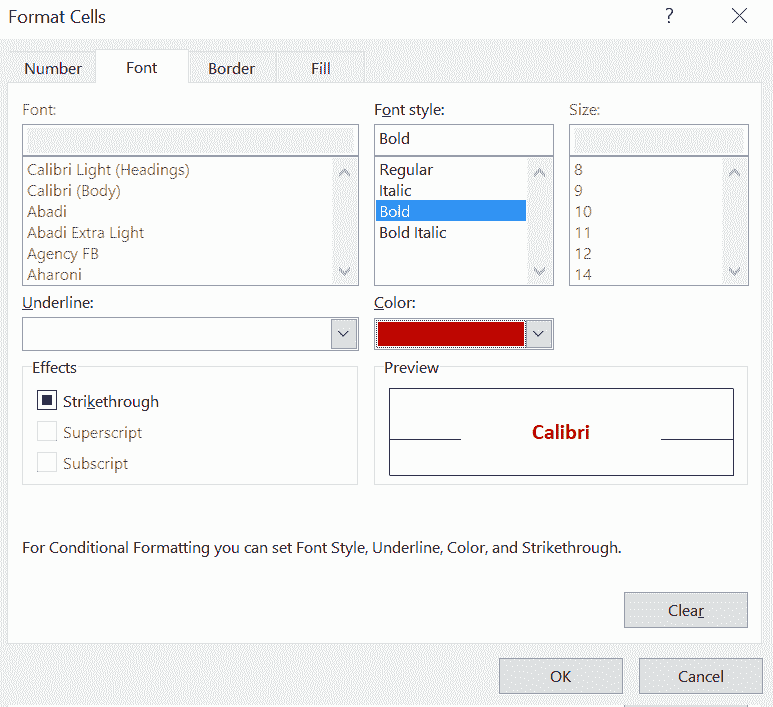 Format Cells ?
Number Font Border Fill
Font: Font style: Size:
Bold
Calibri Light (Headings) Regular 8
Calibri (Body) Italic 9
Abadi Bold 10
Abadi Extra Light Bold Italic 11
Agency FB 12
Aharoni 14
Underline: Color:
Effects Preview
Strikethrough
Calibri
Superscript
Subscript
For Conditional Formatting you can set Font Style, Underline, Color, and Strikethrough.
Clear
OK Cancel